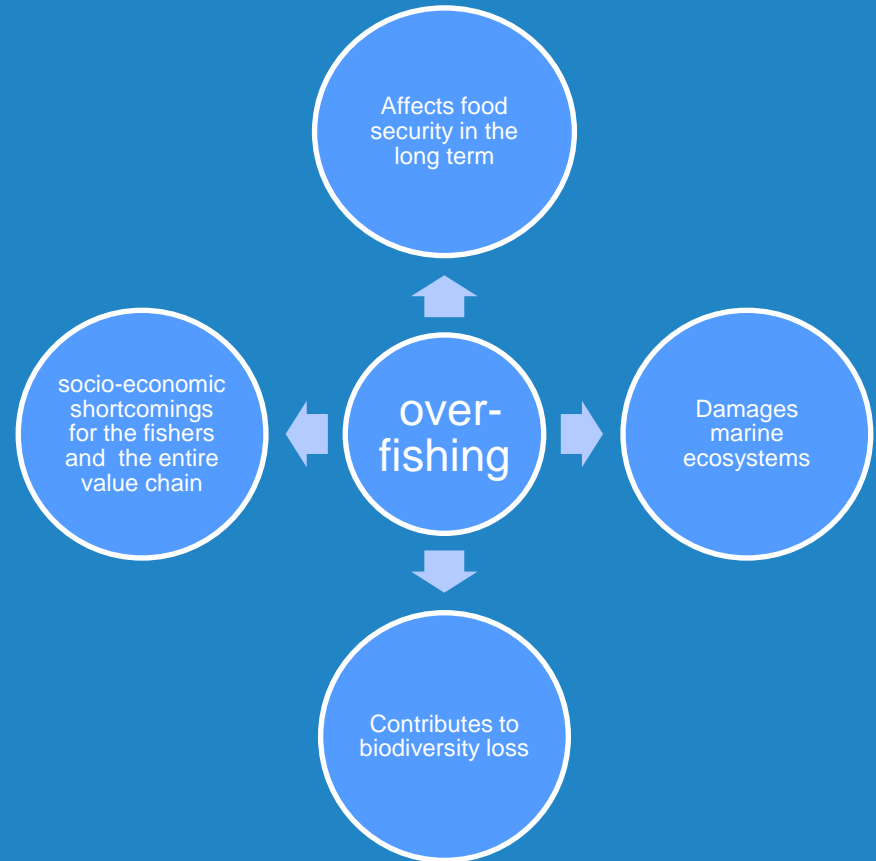 Affects food
security in the
long term
socio-economic
shortcomings
for the fishers
and  the entire
value chain
over-
fishing
Damages
marine
ecosystems
Contributes to
biodiversity loss